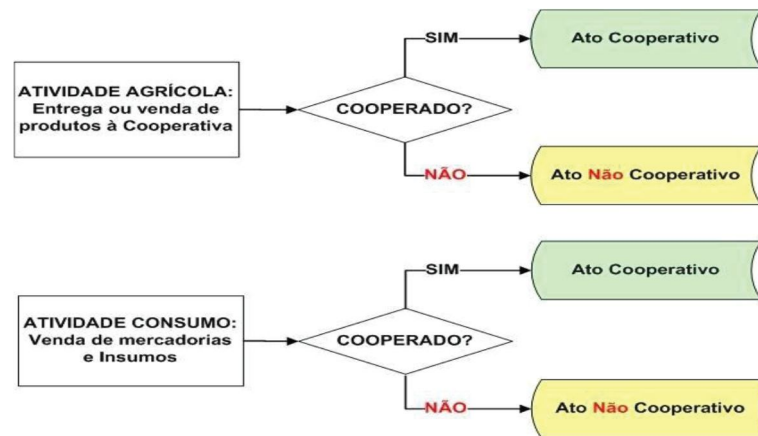 SIM
Ato Cooperativo
ATIVIDADE AGRÍCOLA:
Entrega ou venda de
produtos à Cooperativa
COOPERADO?
NÃO
Ato Não Cooperativo
SIM
Ato Cooperativo
ATIVIDADE CONSUMO:
Venda de mercadorias
e Insumos
COOPERADO?
NÃO
Ato Não Cooperativo